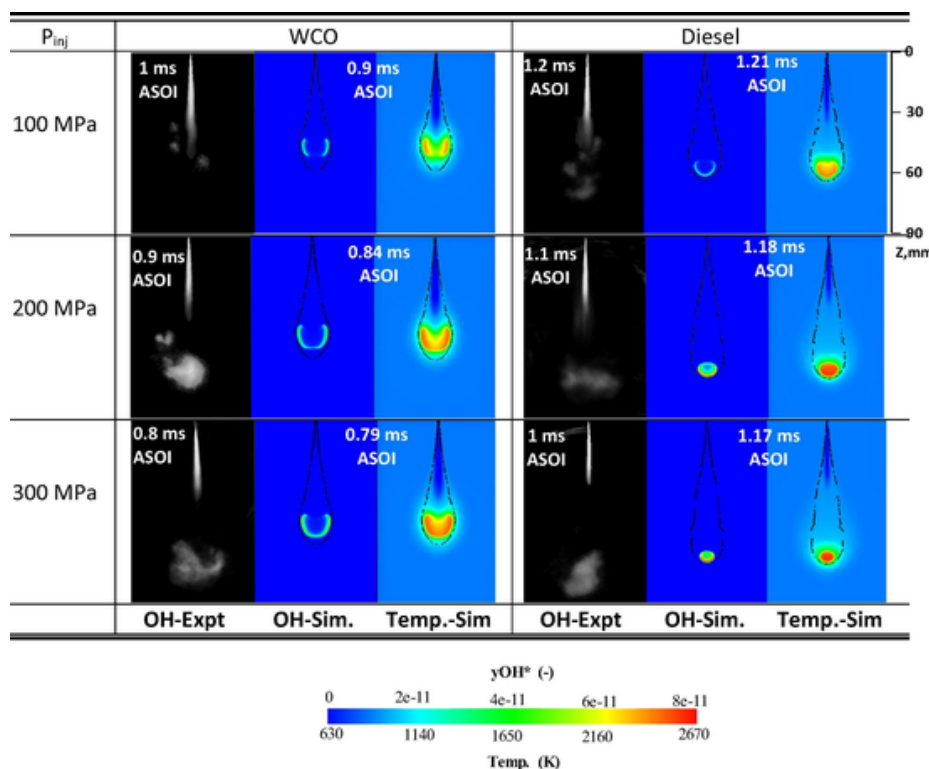 Pinj WCO Diesel
100 MPa
1 ms
ASOI
0.9 ms
ASOI
1.2 ms
ASOI
1.21 ms
ASOI
0
30
60
90
Z,mm
200 MPa
0.9 ms
ASOI
0.84 ms
ASOI
1.1 ms
ASOI
1.18 ms
ASOI
300 MPa
0.8 ms
ASOI
0.79 ms
ASOI
1 ms
ASOI
1.17 ms
ASOI
OH-Expt OH-Sim. Temp.-Sim OH-Expt OH-Sim. Temp.-Sim
yOH* (-)
0 2e-11 4e-11 6e-11 8e-11
630 1140 1650 2160 2670
Temp. (K)